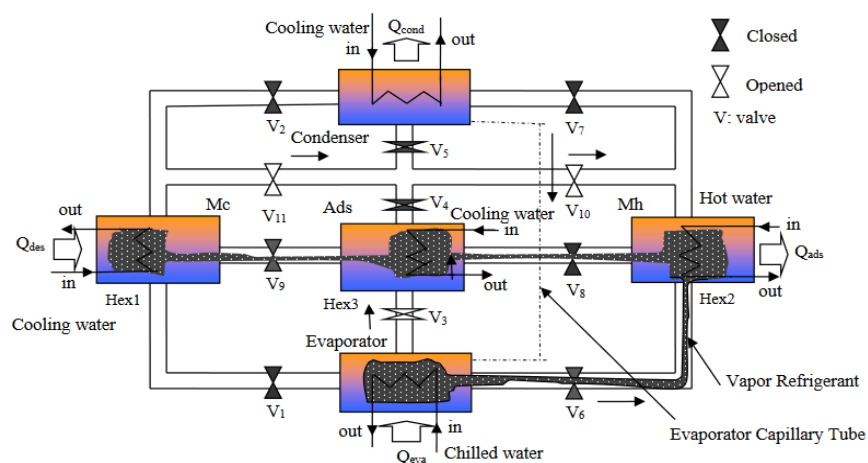 Cooling water
in
Q_cond
out
Closed
Opened
V: valve
V₂
Condenser
V₅
V₇
Mc
V₁₁
Ads
V₄
Cooling water
in
V₁₀
Mh
Hot water
out
Q_des
in
Hex1
Cooling water
V₉
Hex3
out
V₈
in
Q_ads
out
Hex2
V₃
Evaporator
V₁
V₆
Vapor Refrigerant
Evaporator Capillary Tube
out
in
Q_eva
Chilled water